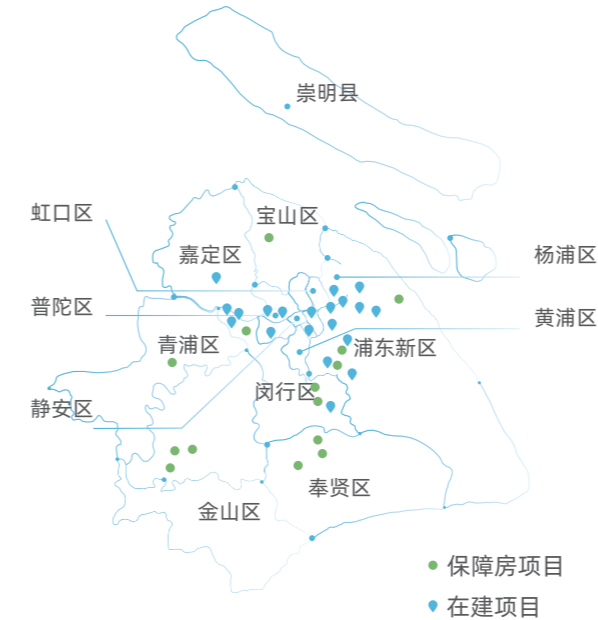 崇明县
虹口区
宝山区
嘉定区
杨浦区
普陀区
黄浦区
青浦区
浦东新区
静安区
闵行区
奉贤区
金山区
保障房项目
在建项目